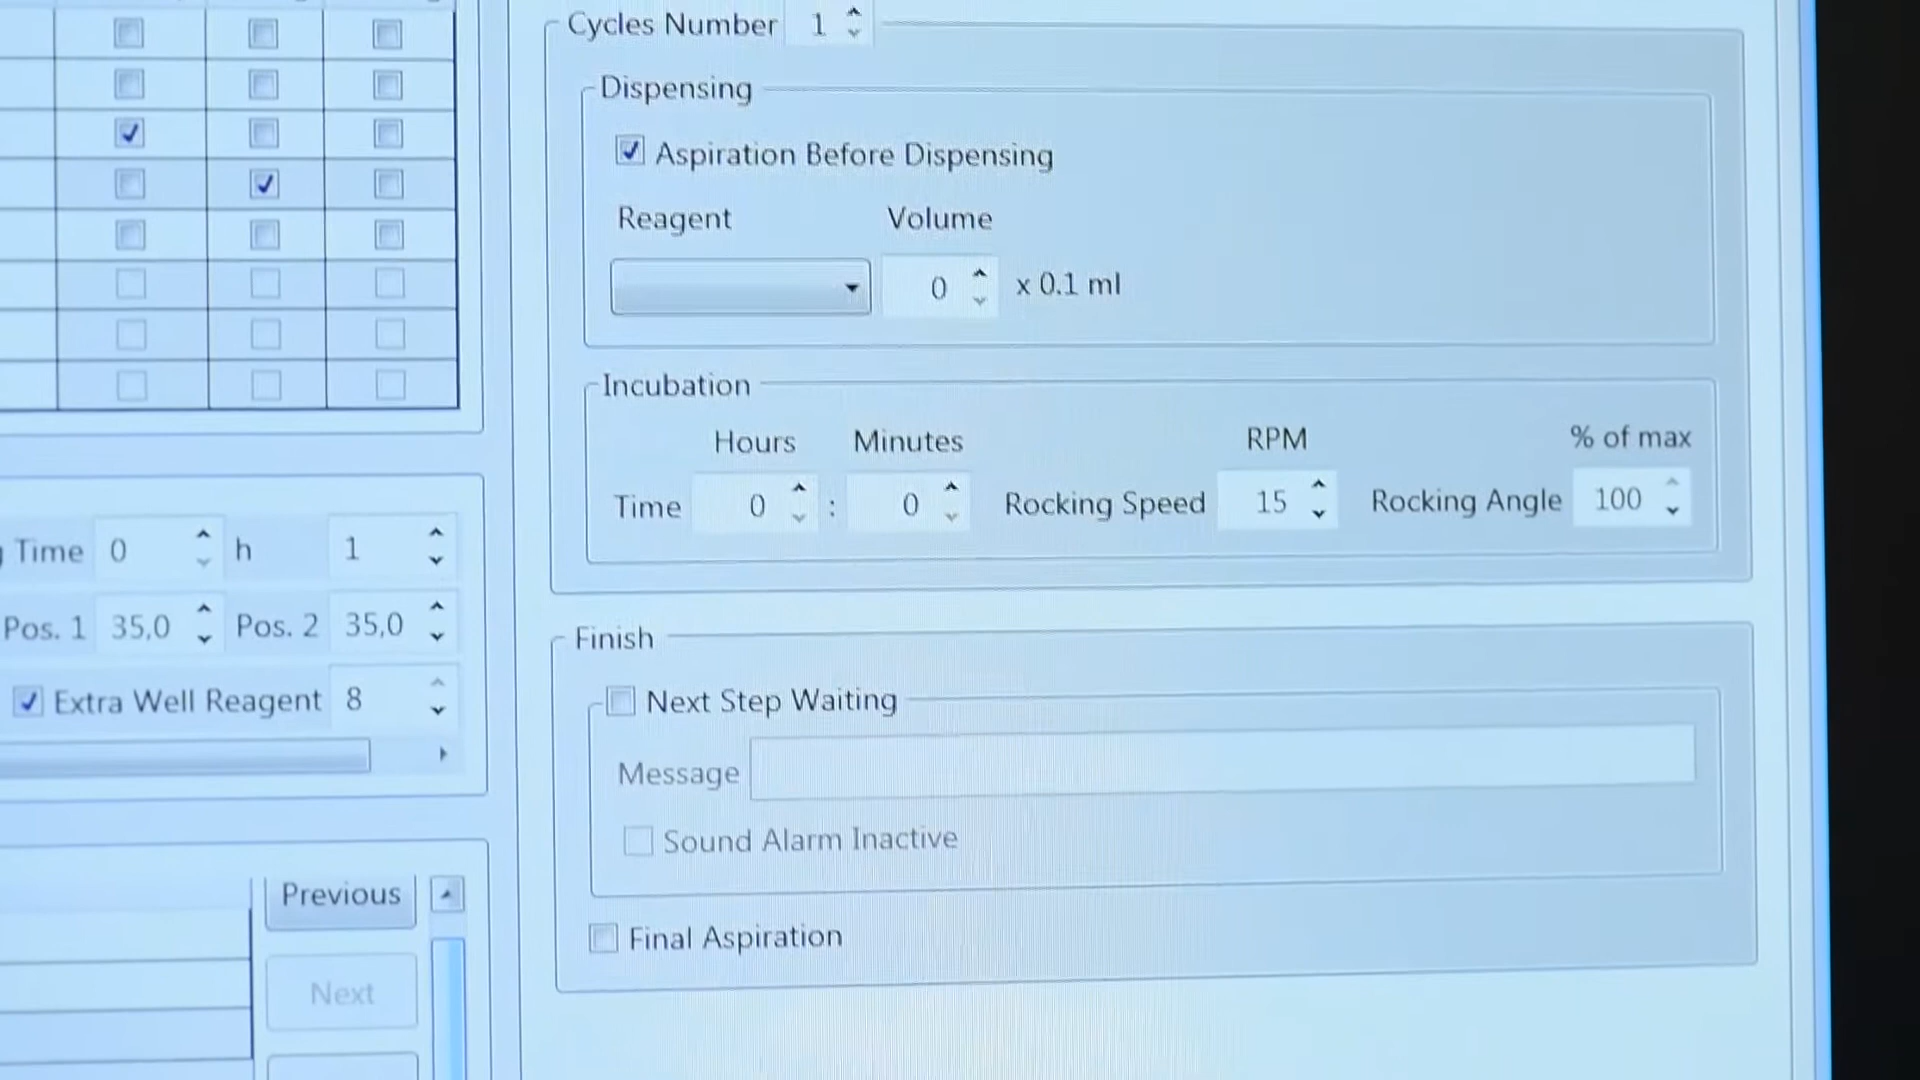 Cycles Number 1
Dispensing
Aspiration Before Dispensing
Reagent Volume
0 x 0.1 ml
Incubation
Hours Minutes RPM % of max
Time 0 : 0 Rocking Speed 15 Rocking Angle 100
Finish
Next Step Waiting
Message
Sound Alarm Inactive
Final Aspiration
Time 0 h 1
Pos. 1 35,0 Pos. 2 35,0
Extra Well Reagent 8
Previous
Next